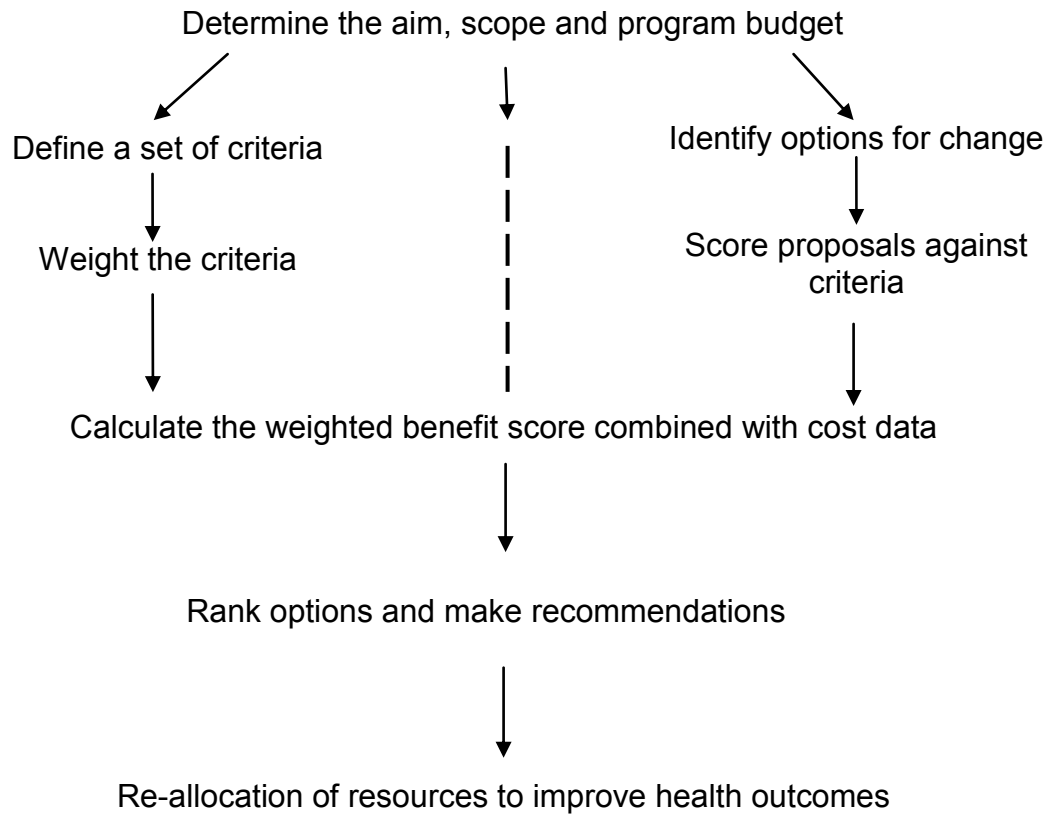 Determine the aim, scope and program budget
Define a set of criteria
Identify options for change
Weight the criteria
Score proposals against
criteria
Calculate the weighted benefit score combined with cost data
Rank options and make recommendations
Re-allocation of resources to improve health outcomes